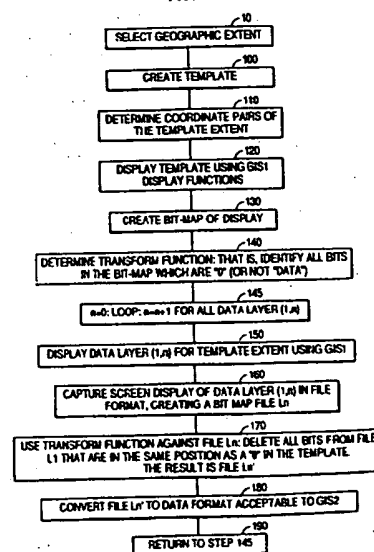 10
SELECT GEOGRAPHIC EXTENT
100
CREATE TEMPLATE
110
DETERMINE COORDINATE PAIRS OF
THE TEMPLATE EXTENT
120
DISPLAY TEMPLATE USING GIS1
DISPLAY FUNCTIONS
130
CREATE BIT-MAP OF DISPLAY
140
DETERMINE TRANSFORM FUNCTION: THAT IS, IDENTIFY ALL BITS
IN THE BIT-MAP WHICH ARE "0" (OR NOT "DATA")
145
n=0: LOOP: n=n+1 FOR ALL DATA LAYER (1,n)
150
DISPLAY DATA LAYER (1,n) FOR TEMPLATE EXTENT USING GIS1
160
CAPTURE SCREEN DISPLAY OF DATA LAYER (1,n) IN FILE
FORMAT, CREATING A BIT MAP FILE Ln
170
USE TRANSFORM FUNCTION AGAINST FILE Ln: DELETE ALL BITS FROM FILE
L1 THAT ARE IN THE SAME POSITION AS A IN THE TEMPLATE.
THE RESULT IS FILE Ln'
180
CONVERT FILE Ln' TO DATA FORMAT ACCEPTABLE TO GIS2
190
RETURN TO STEP 145